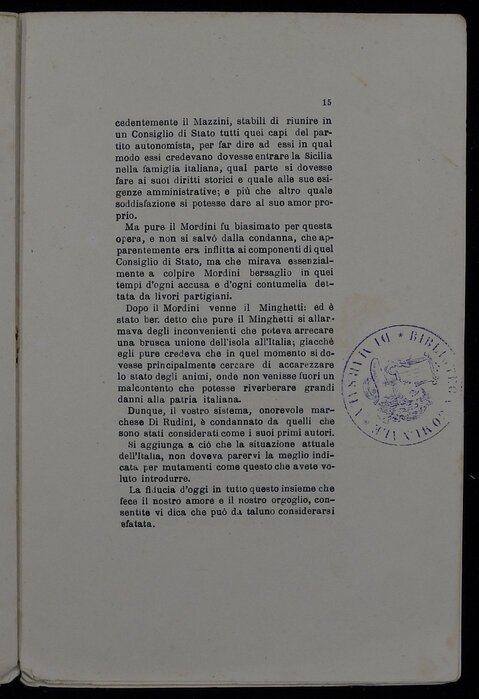 15
cedentemente il Mazzini, stabilì di riunire in
un Consiglio di Stato tutti quei capi del par-
tito autonomista, per far dire ad essi in qual
modo essi credevano dovesse entrare la Sicilia
nella famiglia italiana, qual parte si dovesse
fare ai suoi diritti storici e quale alle sue esi-
genze amministrative; e più che altro quale
soddisfazione si potesse dare al suo amor pro-
prio.
Ma pure il Mordini fu biasimato per questa
opera, e non si salvò dalla condanna, che ap-
parentemente era inflitta ai componenti di quel
Consiglio di Stato, ma che mirava essenzial-
mente a colpire Mordini bersaglio in quei
tempi d'ogni accusa e d'ogni contumelia det-
tata da livori partigiani.
Dopo il Mordini venne il Minghetti: ed è
stato ben detto che pure il Minghetti si allar-
mava degli inconvenienti che poteva arrecare
una brusca unione dell'isola all'Italia; giacchè
egli pure credeva che in quel momento si do-
vesse principalmente cercare di accarezzare
lo stato degli animi, onde non venisse fuori un
malcontento che potesse riverberare grandi
danni alla patria italiana.
Dunque, il vostro sistema, onorevole mar-
chese Di Rudinì, è condannato da quelli che
sono stati considerati come i suoi primi autori.
Si aggiunga a ciò che la situazione attuale
dell'Italia, non doveva parervi la meglio indi-
cata per mutamenti come questo che avete vo-
luto introdurre.
La fiducia d'oggi in tutto questo insieme che
fece il nostro amore e il nostro orgoglio, con-
sentite vi dica che può da taluno considerarsi
sfatata.
BIBLIOTECA COMUNALE * DI MARSALA *